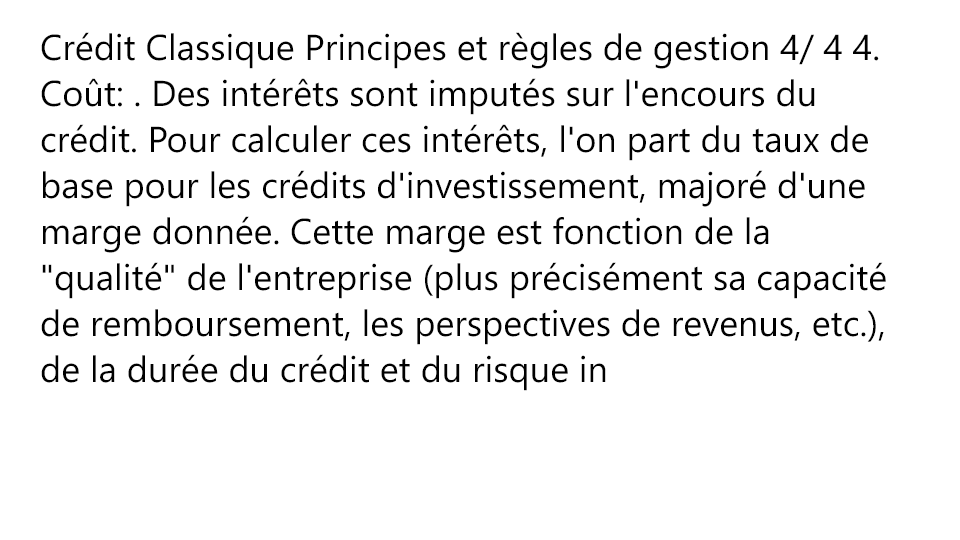 Crédit Classique Principes et règles de gestion 4/ 4 4.
Coût: . Des intérêts sont imputés sur l'encours du
crédit. Pour calculer ces intérêts, l'on part du taux de
base pour les crédits d'investissement, majoré d'une
marge donnée. Cette marge est fonction de la
"qualité" de l'entreprise (plus précisément sa capacité
de remboursement, les perspectives de revenus, etc.),
de la durée du crédit et du risque in